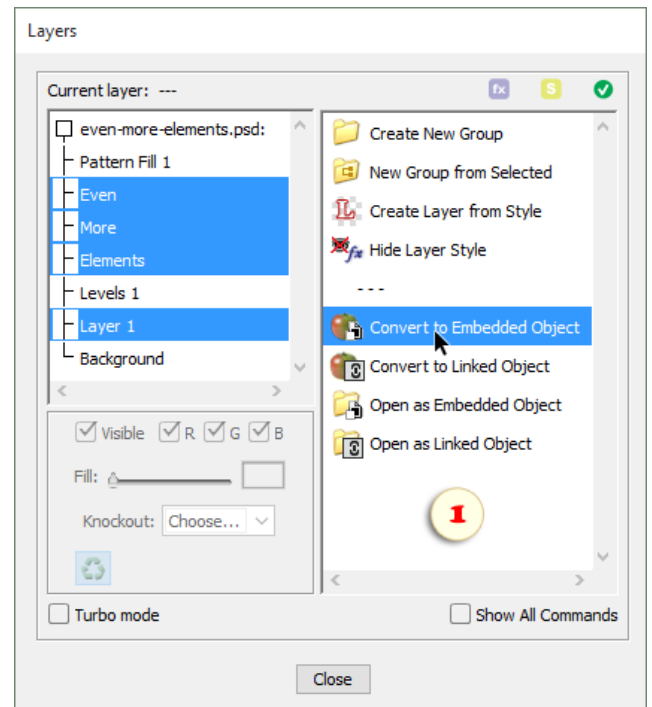 Layers
Current layer: ---
fx
S
even-more-elements.psd:
Pattern Fill 1
Even
More
Elements
Levels 1
Layer 1
Background
Create New Group
New Group from Selected
Create Layer from Style
Hide Layer Style
---
Convert to Embedded Object
Convert to Linked Object
Open as Embedded Object
Open as Linked Object
1
Visible R G B
Fill:
Knockout: Choose...
Turbo mode
Show All Commands
Close